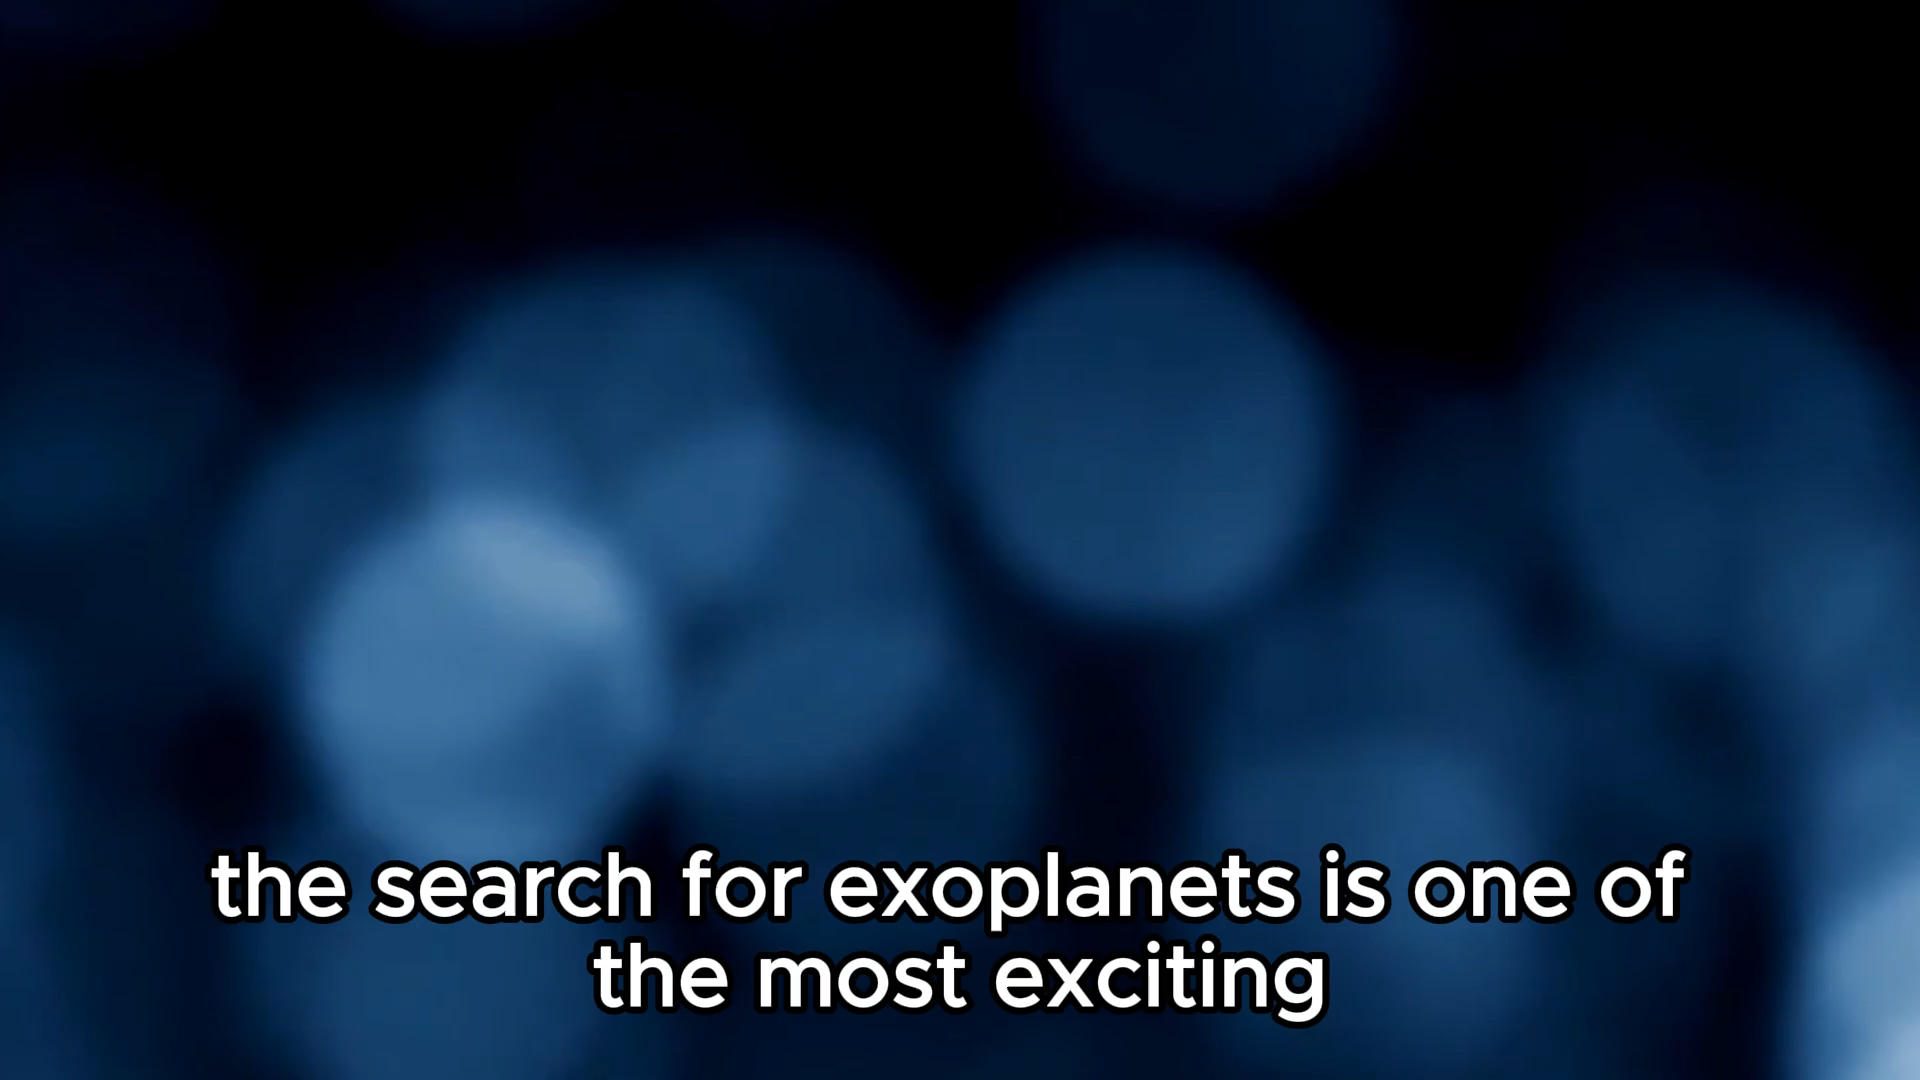 the search for exoplanets is one of
the most exciting